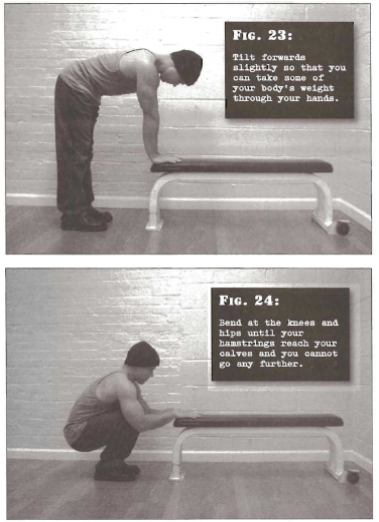 FIG. 23:
Tilt forwards
slightly so that you
can take some of
your body's weight
through your hands.
FIG. 24:
Bend at the knees and
hips until your
hamstrings reach your
calves and you cannot
go any further.